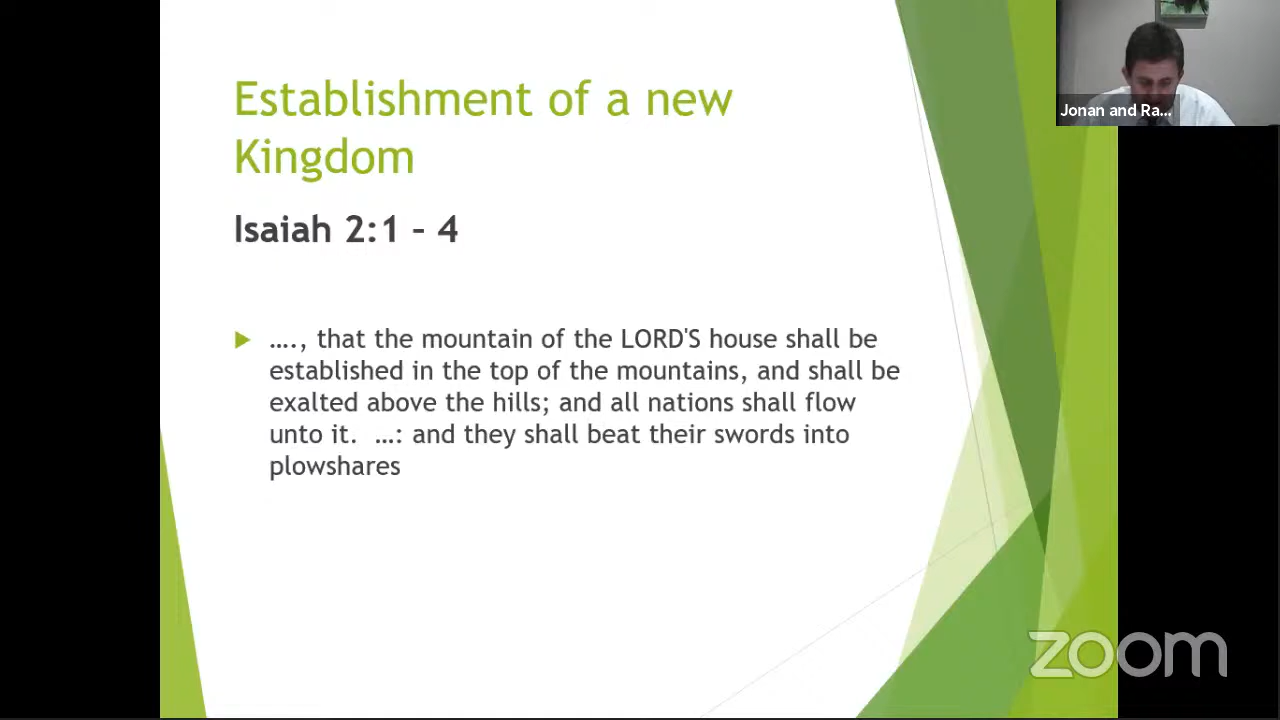 Establishment of a new
Kingdom
Isaiah 2:1 – 4
…., that the mountain of the LORD'S house shall be
established in the top of the mountains, and shall be
exalted above the hills; and all nations shall flow
unto it.  …: and they shall beat their swords into
plowshares
Jonan and Ra...
zoom